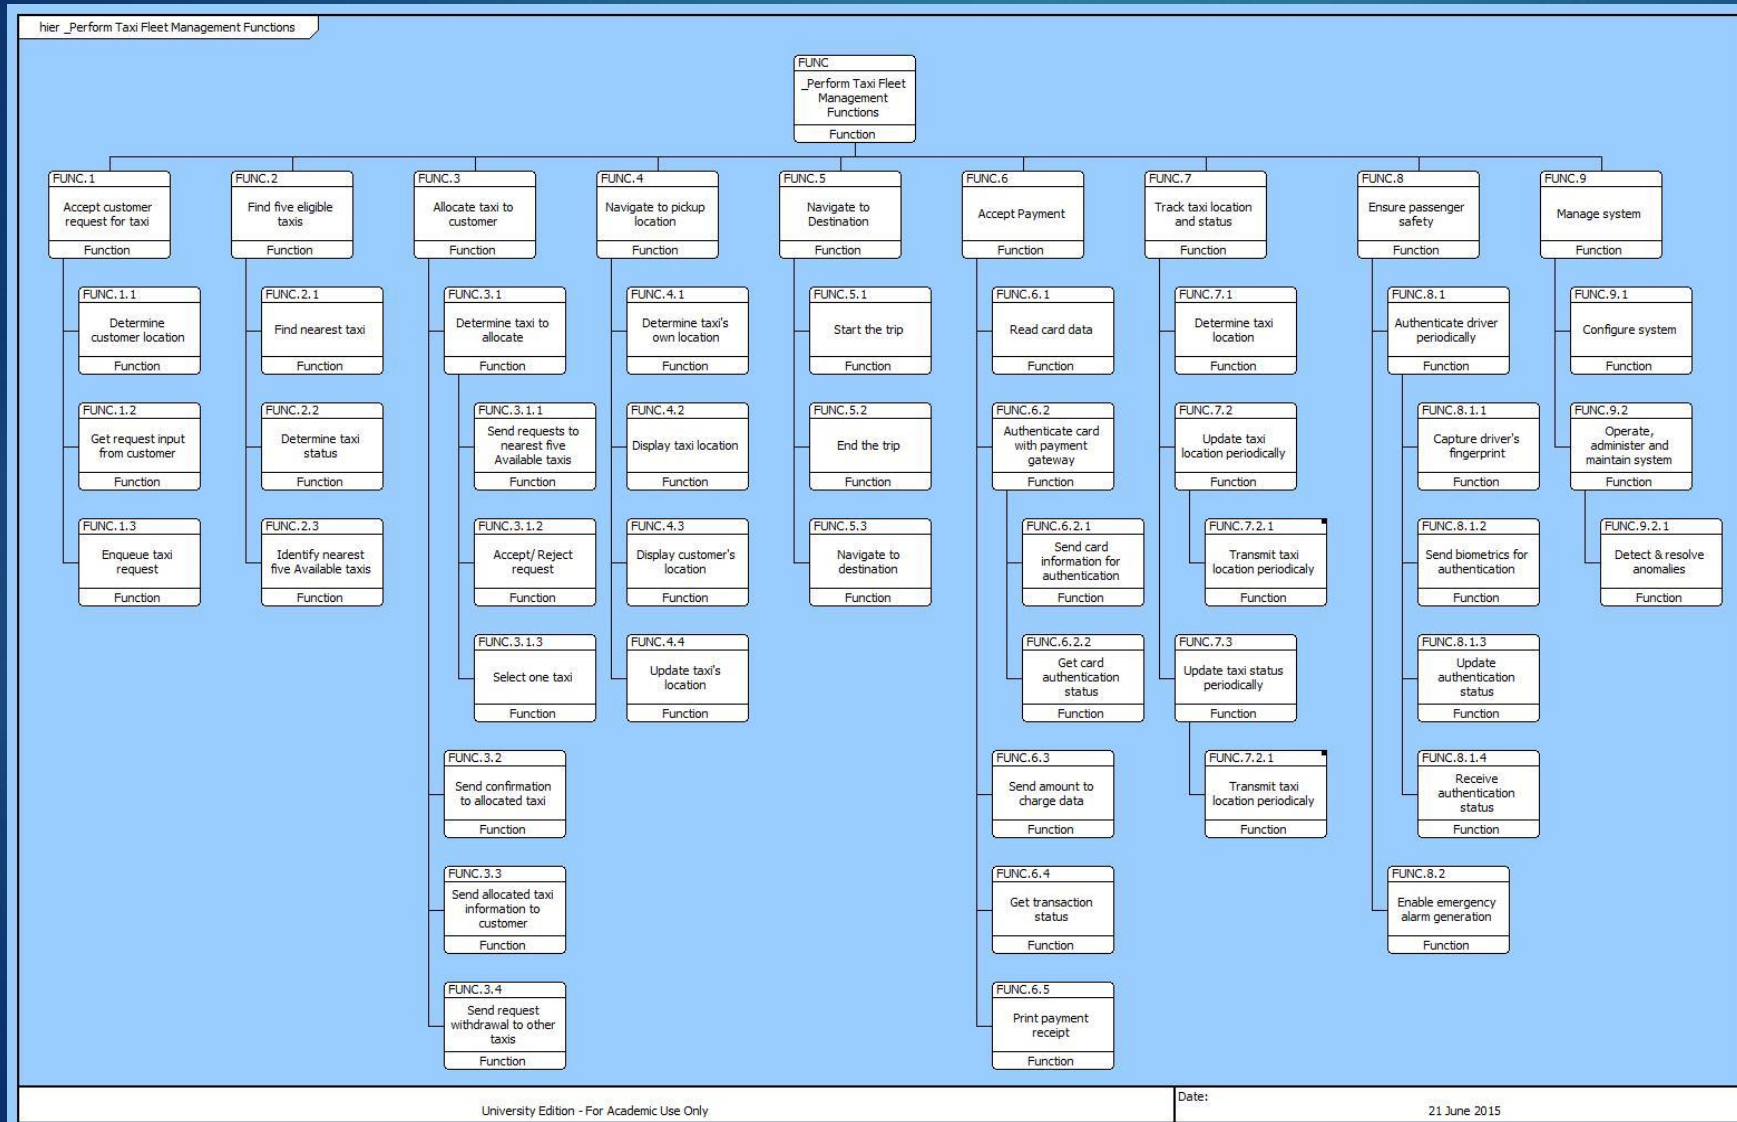 hier _Perform Taxi Fleet Management Functions
FUNC
_Perform Taxi Fleet
Management
Functions
Function
FUNC.1
Accept customer
request for taxi
Function
FUNC.1.1
Determine
customer location
Function
FUNC.1.2
Get request input
from customer
Function
FUNC.1.3
Enqueue taxi
request
Function
FUNC.2
Find five eligible
taxis
Function
FUNC.2.1
Find nearest taxi
Function
FUNC.2.2
Determine taxi
status
Function
FUNC.2.3
Identify nearest
five Available taxis
Function
FUNC.3
Allocate taxi to
customer
Function
FUNC.3.1
Determine taxi to
allocate
Function
FUNC.3.1.1
Send requests to
nearest five
Available taxis
Function
FUNC.3.1.2
Accept/ Reject
request
Function
FUNC.3.1.3
Select one taxi
Function
FUNC.3.2
Send confirmation
to allocated taxi
Function
FUNC.3.3
Send allocated taxi
information to
customer
Function
FUNC.3.4
Send request
withdrawal to other
taxis
Function
FUNC.4
Navigate to pickup
location
Function
FUNC.4.1
Determine taxi's
own location
Function
FUNC.4.2
Display taxi location
Function
FUNC.4.3
Display customer's
location
Function
FUNC.4.4
Update taxi's
location
Function
FUNC.5
Navigate to
Destination
Function
FUNC.5.1
Start the trip
Function
FUNC.5.2
End the trip
Function
FUNC.5.3
Navigate to
destination
Function
FUNC.6
Accept Payment
Function
FUNC.6.1
Read card data
Function
FUNC.6.2
Authenticate card
with payment
gateway
Function
FUNC.6.2.1
Send card
information for
authentication
Function
FUNC.6.2.2
Get card
authentication
status
Function
FUNC.6.3
Send amount to
charge data
Function
FUNC.6.4
Get transaction
status
Function
FUNC.6.5
Print payment
receipt
Function
FUNC.7
Track taxi location
and status
Function
FUNC.7.1
Determine taxi
location
Function
FUNC.7.2
Update taxi
location periodically
Function
FUNC.7.2.1
Transmit taxi
location periodicaly
Function
FUNC.7.3
Update taxi status
periodically
Function
FUNC.7.2.1
Transmit taxi
location periodicaly
Function
FUNC.8
Ensure passenger
safety
Function
FUNC.8.1
Authenticate driver
periodically
Function
FUNC.8.1.1
Capture driver's
fingerprint
Function
FUNC.8.1.2
Send biometrics for
authentication
Function
FUNC.8.1.3
Update
authentication
status
Function
FUNC.8.1.4
Receive
authentication
status
Function
FUNC.8.2
Enable emergency
alarm generation
Function
FUNC.9
Manage system
Function
FUNC.9.1
Configure system
Function
FUNC.9.2
Operate,
administer and
maintain system
Function
FUNC.9.2.1
Detect & resolve
anomalies
Function
University Edition - For Academic Use Only
Date:
21 June 2015